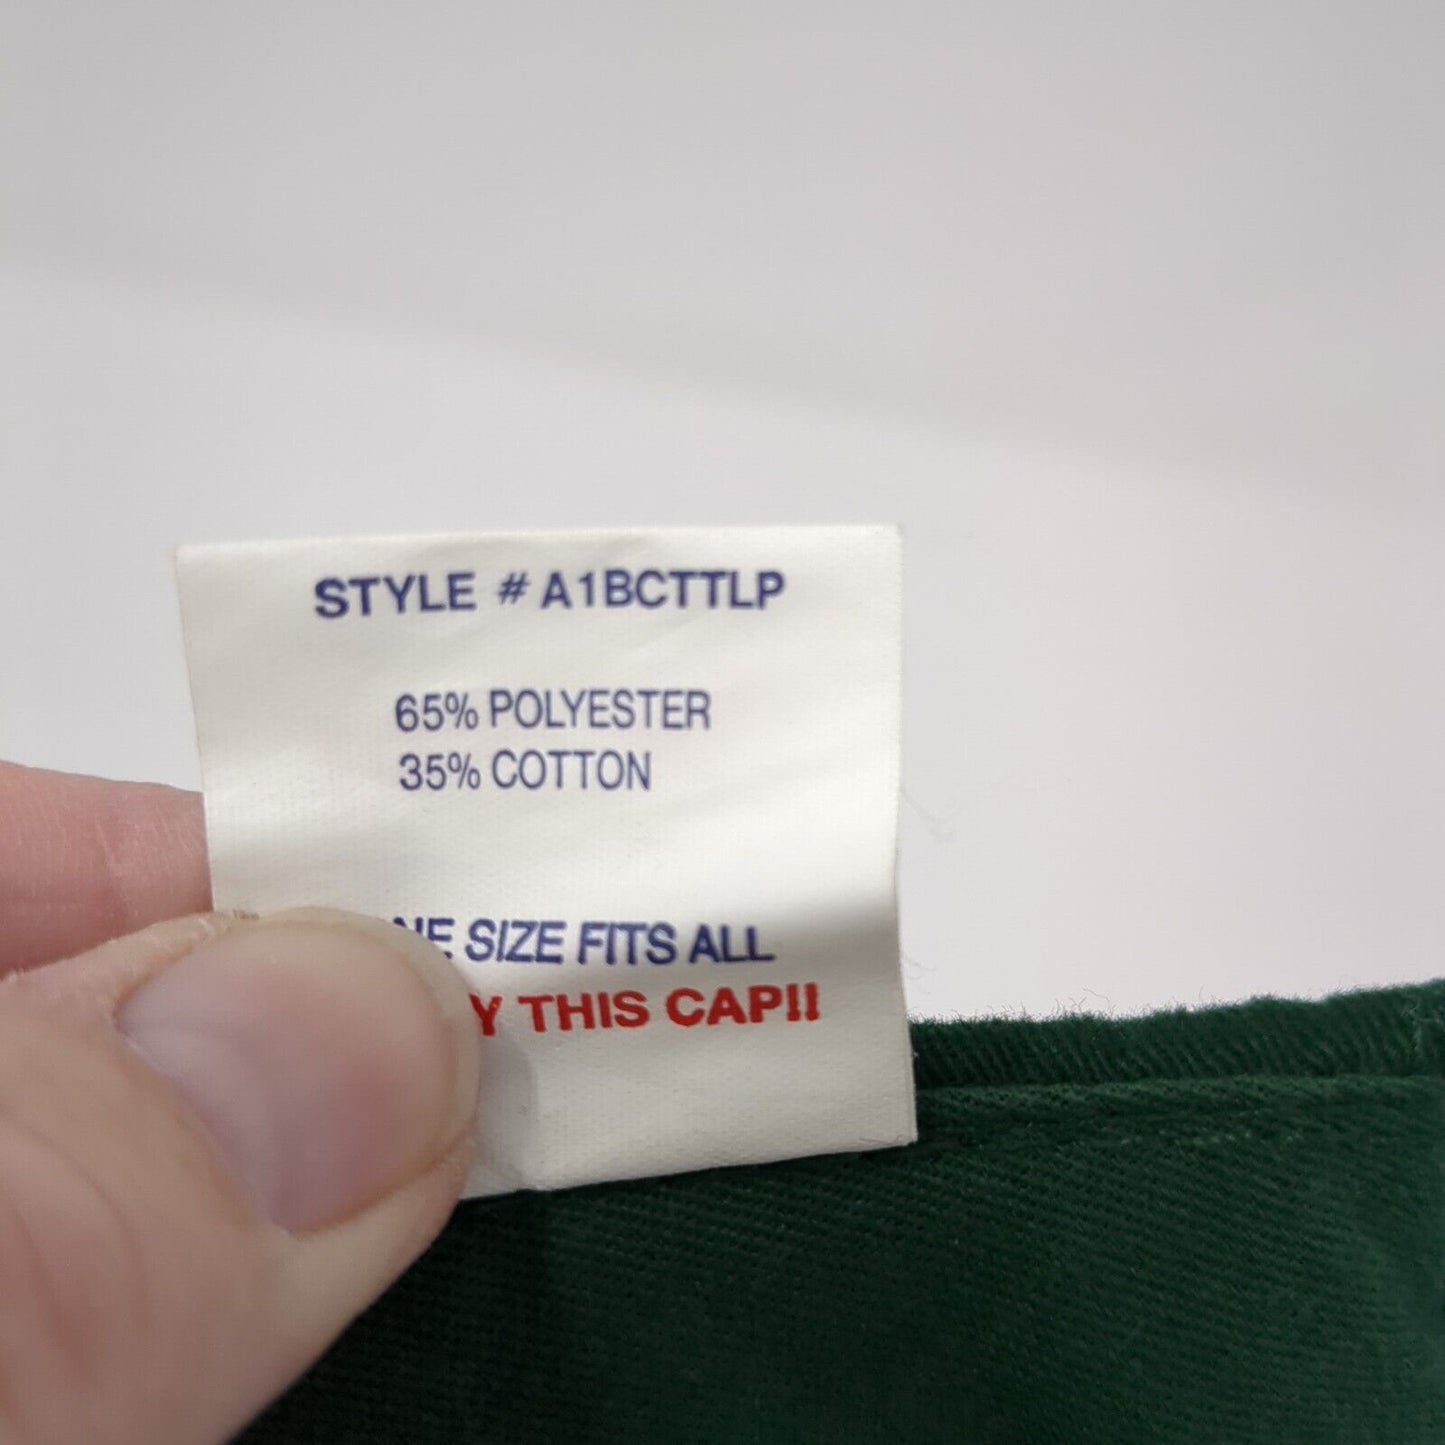 STYLE # A1BCTTLP
65% POLYESTER
35% COTTON
SIZE FITS ALL
THIS CAP!!